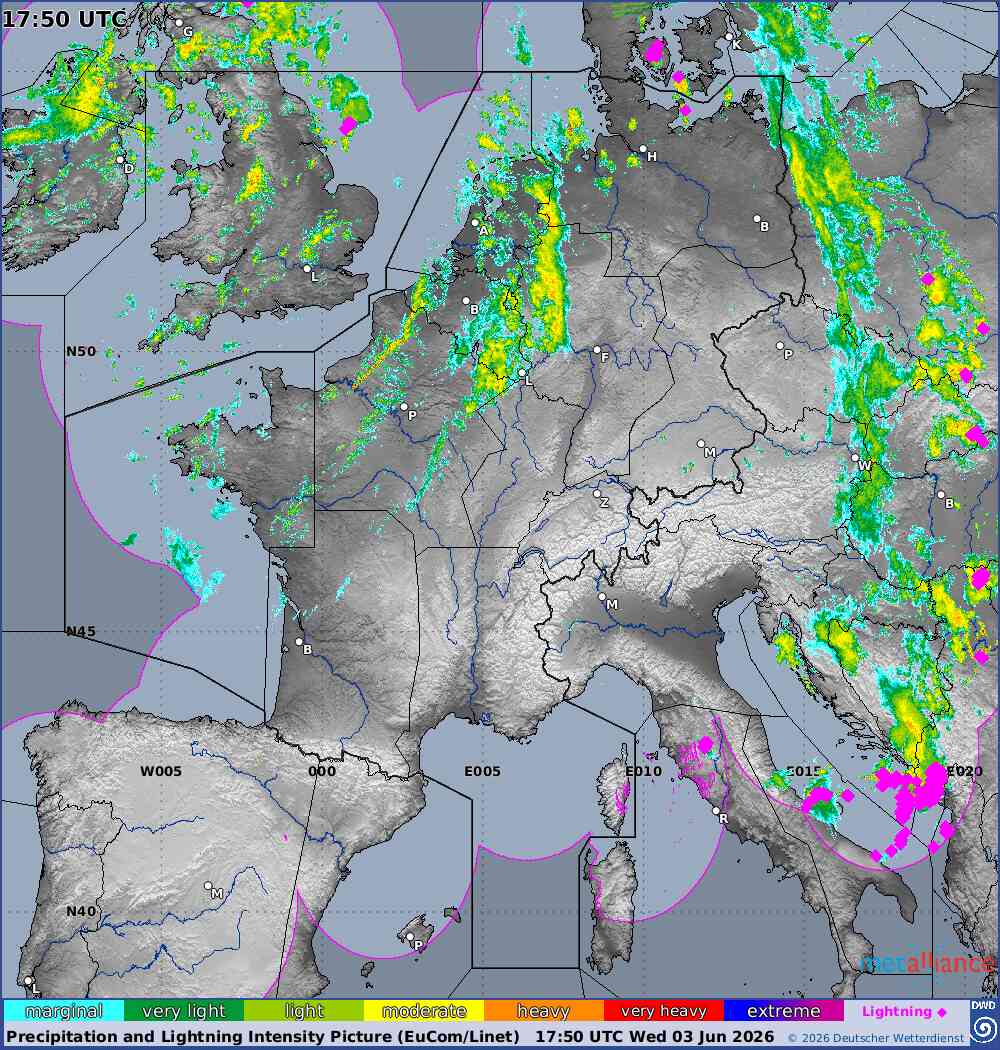 17:50 UTC
G
K
D
H
A
B
L
B
N50
F
P
L
P
M
W
Z
B
M
N45
B
W005
000
E005
E010
E015
E020
R
M
N40
P
L
metalliance
marginal
very light
light
moderate
heavy
very heavy
extreme
Lightning
DWD
Precipitation and Lightning Intensity Picture (EuCom/Linet) 17:50 UTC Wed 03 Jun 2026 © 2026 Deutscher Wetterdienst